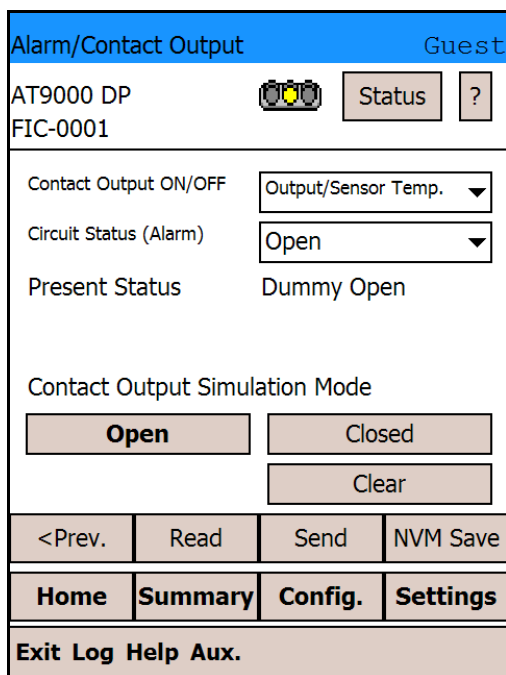 Alarm/Contact Output Guest
AT9000 DP Status ?
FIC-0001
Contact Output ON/OFF Output/Sensor Temp.
Circuit Status (Alarm) Open
Present Status Dummy Open
Contact Output Simulation Mode
Open Closed
Clear
<Prev. Read Send NVM Save
Home Summary Config. Settings
Exit Log Help Aux.